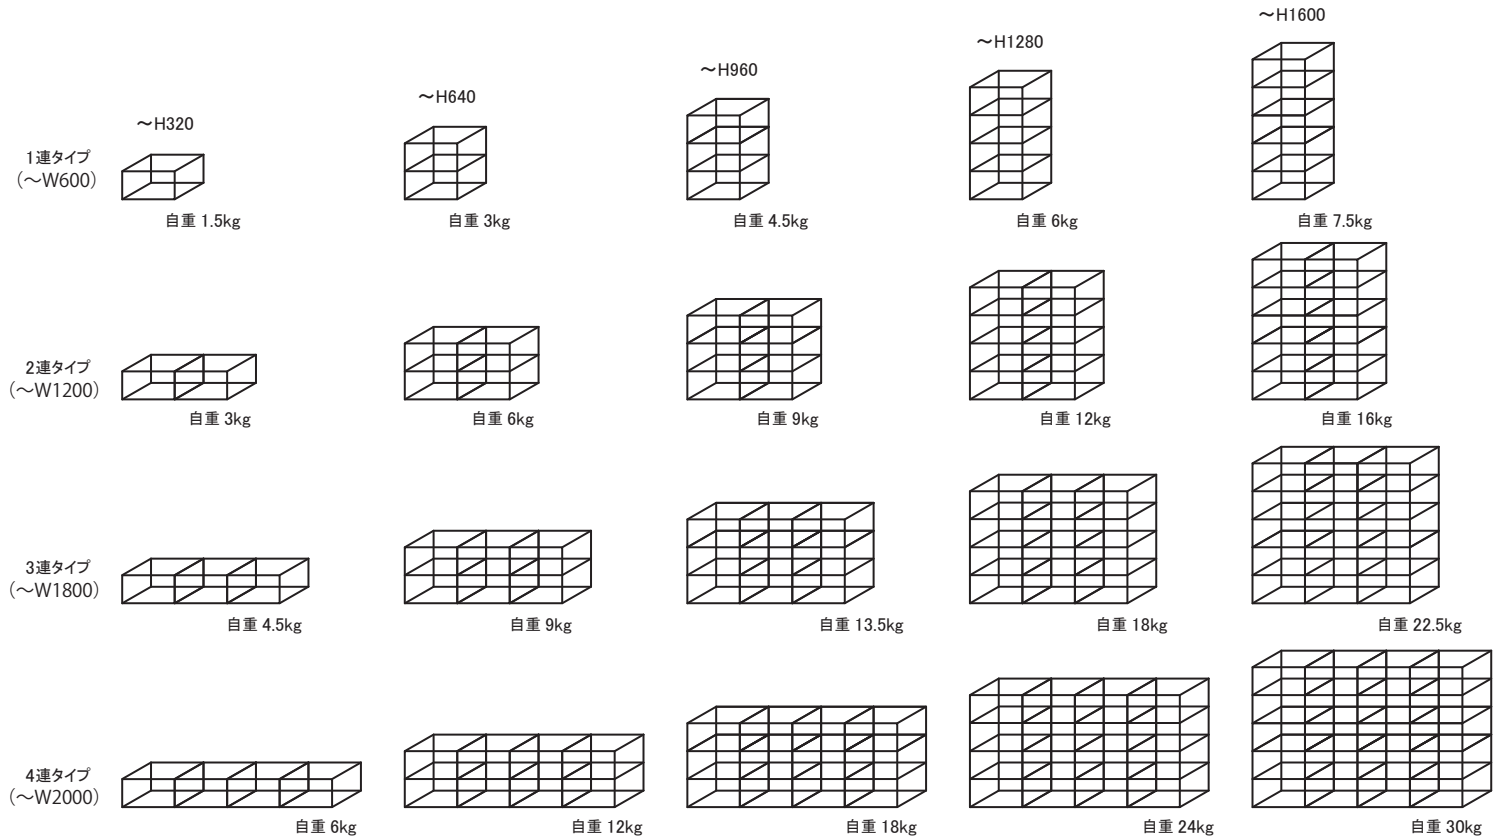 ～H1600
～H1280
～H960
～H640
～H320
1連タイプ
（～W600）
自重 1.5kg
自重 3kg
自重 4.5kg
自重 6kg
自重 7.5kg
2連タイプ
（～W1200）
自重 3kg
自重 6kg
自重 9kg
自重 12kg
自重 16kg
3連タイプ
（～W1800）
自重 4.5kg
自重 9kg
自重 13.5kg
自重 18kg
自重 22.5kg
4連タイプ
（～W2000）
自重 6kg
自重 12kg
自重 18kg
自重 24kg
自重 30kg